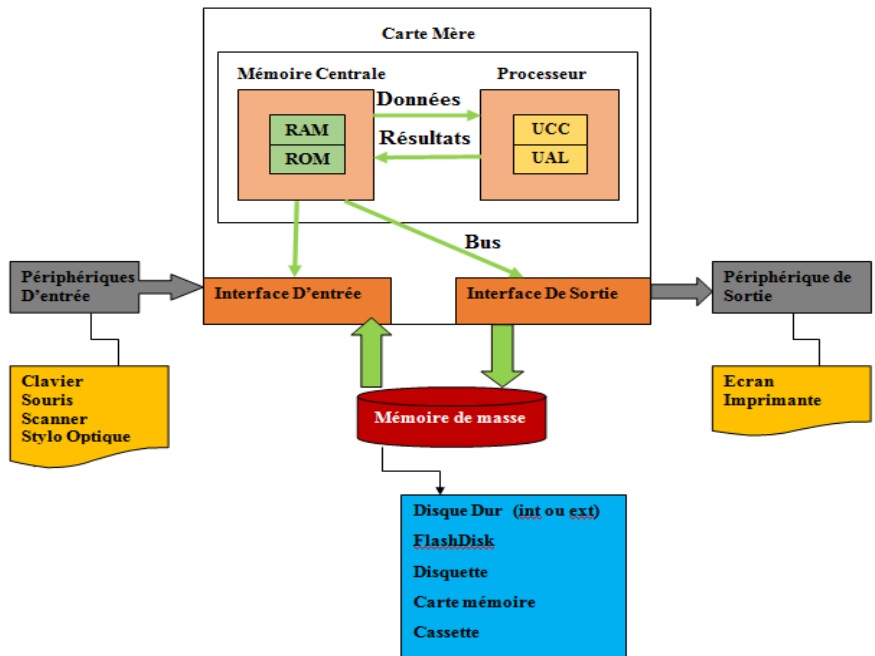 Carte Mère
Mémoire Centrale
Processeur
Données
RAM
ROM
Résultats
UCC
UAL
Bus
Périphériques
D'entrée
Interface D'entrée
Interface De Sortie
Périphérique de
Sortie
Clavier
Souris
Scanner
Stylo Optique
Mémoire de masse
Ecran
Imprimante
Disque Dur (int ou ext)
FlashDisk
Disquette
Carte mémoire
Cassette